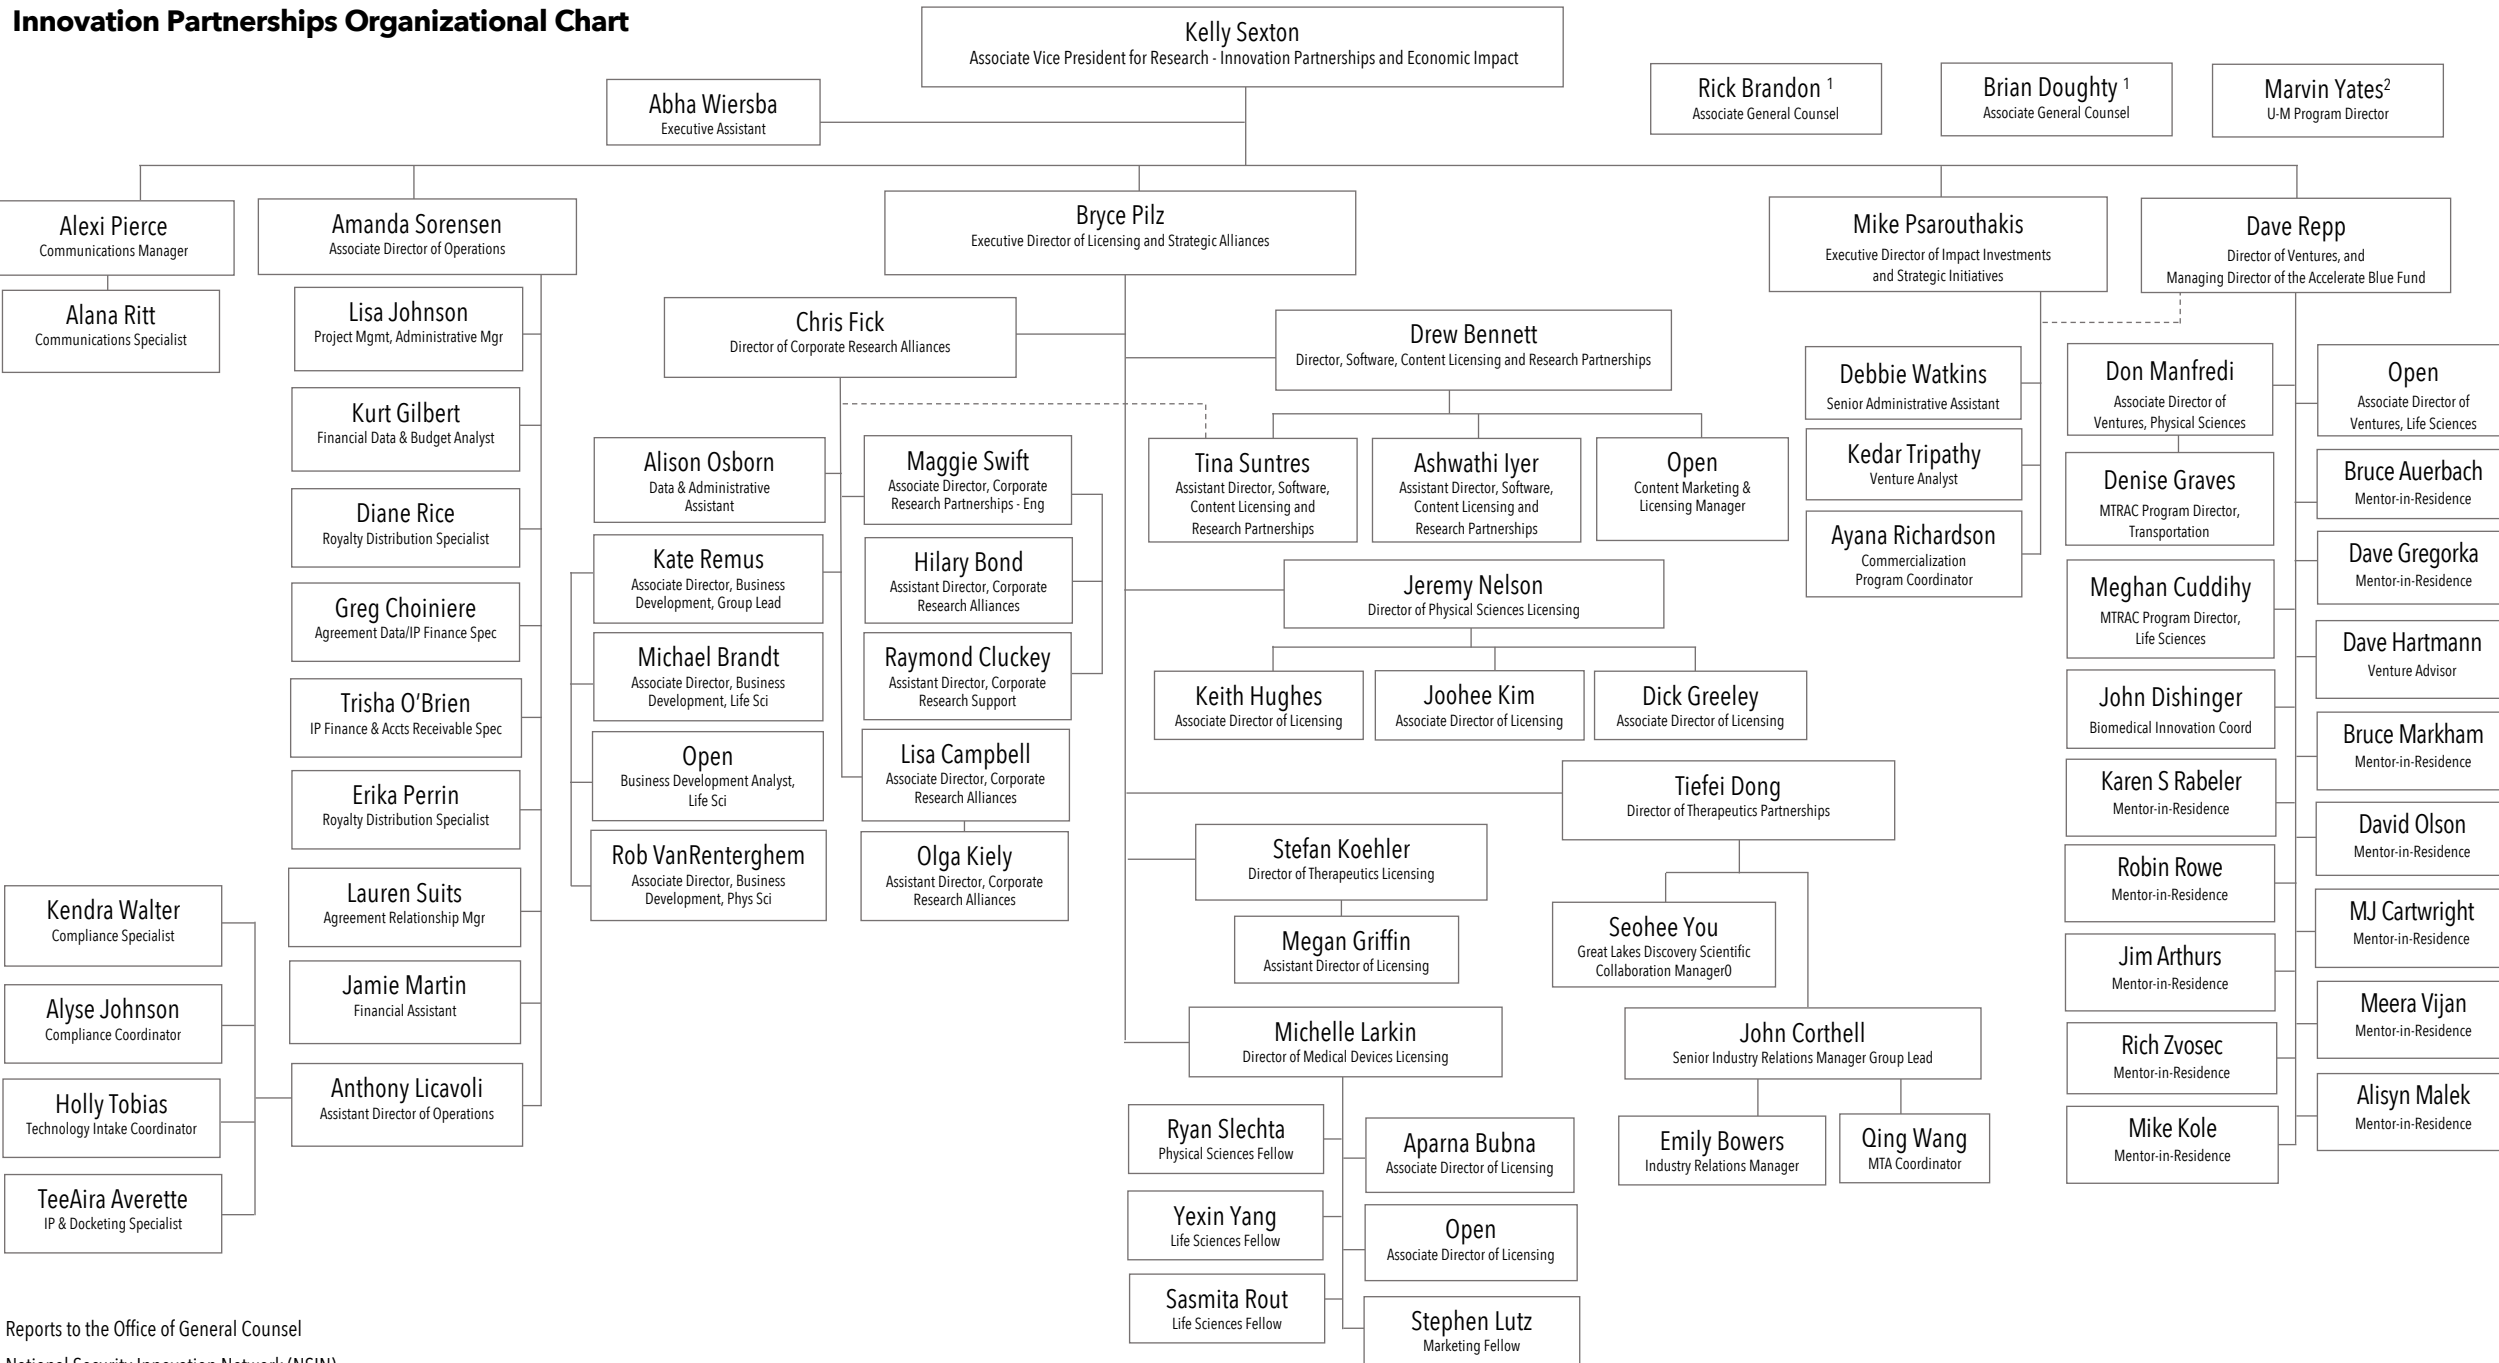 Innovation Partnerships Organizational Chart
Kelly Sexton
Associate Vice President for Research - Innovation Partnerships and Economic Impact
Abha Wiersba
Executive Assistant
Rick Brandon 1
Associate General Counsel
Brian Doughty 1
Associate General Counsel
Marvin Yates2
U-M Program Director
Alexi Pierce
Communications Manager
Alana Ritt
Communications Specialist
Amanda Sorensen
Associate Director of Operations
Lisa Johnson
Project Mgmt, Administrative Mgr
Kurt Gilbert
Financial Data & Budget Analyst
Diane Rice
Royalty Distribution Specialist
Greg Choiniere
Agreement Data/IP Finance Spec
Trisha O’Brien
IP Finance & Accts Receivable Spec
Erika Perrin
Royalty Distribution Specialist
Lauren Suits
Agreement Relationship Mgr
Jamie Martin
Financial Assistant
Anthony Licavoli
Assistant Director of Operations
Kendra Walter
Compliance Specialist
Alyse Johnson
Compliance Coordinator
Holly Tobias
Technology Intake Coordinator
TeeAira Averette
IP & Docketing Specialist
Bryce Pilz
Executive Director of Licensing and Strategic Alliances
Chris Fick
Director of Corporate Research Alliances
Alison Osborn
Data & Administrative
Assistant
Kate Remus
Associate Director, Business
Development, Group Lead
Michael Brandt
Associate Director, Business
Development, Life Sci
Open
Business Development Analyst,
Life Sci
Rob VanRenterghem
Associate Director, Business
Development, Phys Sci
Maggie Swift
Associate Director, Corporate
Research Partnerships - Eng
Hilary Bond
Assistant Director, Corporate
Research Alliances
Raymond Cluckey
Assistant Director, Corporate
Research Support
Lisa Campbell
Associate Director, Corporate
Research Alliances
Olga Kiely
Assistant Director, Corporate
Research Alliances
Drew Bennett
Director, Software, Content Licensing and Research Partnerships
Tina Suntres
Assistant Director, Software,
Content Licensing and
Research Partnerships
Ashwathi Iyer
Assistant Director, Software,
Content Licensing and
Research Partnerships
Open
Content Marketing &
Licensing Manager
Jeremy Nelson
Director of Physical Sciences Licensing
Keith Hughes
Associate Director of Licensing
Joohee Kim
Associate Director of Licensing
Dick Greeley
Associate Director of Licensing
Tiefei Dong
Director of Therapeutics Partnerships
Stefan Koehler
Director of Therapeutics Licensing
Megan Griffin
Assistant Director of Licensing
Seohee You
Great Lakes Discovery Scientific
Collaboration Manager0
Michelle Larkin
Director of Medical Devices Licensing
John Corthell
Senior Industry Relations Manager Group Lead
Emily Bowers
Industry Relations Manager
Qing Wang
MTA Coordinator
Ryan Slechta
Physical Sciences Fellow
Yexin Yang
Life Sciences Fellow
Sasmita Rout
Life Sciences Fellow
Aparna Bubna
Associate Director of Licensing
Open
Associate Director of Licensing
Stephen Lutz
Marketing Fellow
Mike Psarouthakis
Executive Director of Impact Investments
and Strategic Initiatives
Debbie Watkins
Senior Administrative Assistant
Kedar Tripathy
Venture Analyst
Ayana Richardson
Commercialization
Program Coordinator
Dave Repp
Director of Ventures, and
Managing Director of the Accelerate Blue Fund
Don Manfredi
Associate Director of
Ventures, Physical Sciences
Denise Graves
MTRAC Program Director,
Transportation
Meghan Cuddihy
MTRAC Program Director,
Life Sciences
John Dishinger
Biomedical Innovation Coord
Karen S Rabeler
Mentor-in-Residence
Robin Rowe
Mentor-in-Residence
Jim Arthurs
Mentor-in-Residence
Rich Zvosec
Mentor-in-Residence
Mike Kole
Mentor-in-Residence
Open
Associate Director of
Ventures, Life Sciences
Bruce Auerbach
Mentor-in-Residence
Dave Gregorka
Mentor-in-Residence
Dave Hartmann
Venture Advisor
Bruce Markham
Mentor-in-Residence
David Olson
Mentor-in-Residence
MJ Cartwright
Mentor-in-Residence
Meera Vijan
Mentor-in-Residence
Alisyn Malek
Mentor-in-Residence
Reports to the Office of General Counsel
National Security Innovation Network (NSIN)